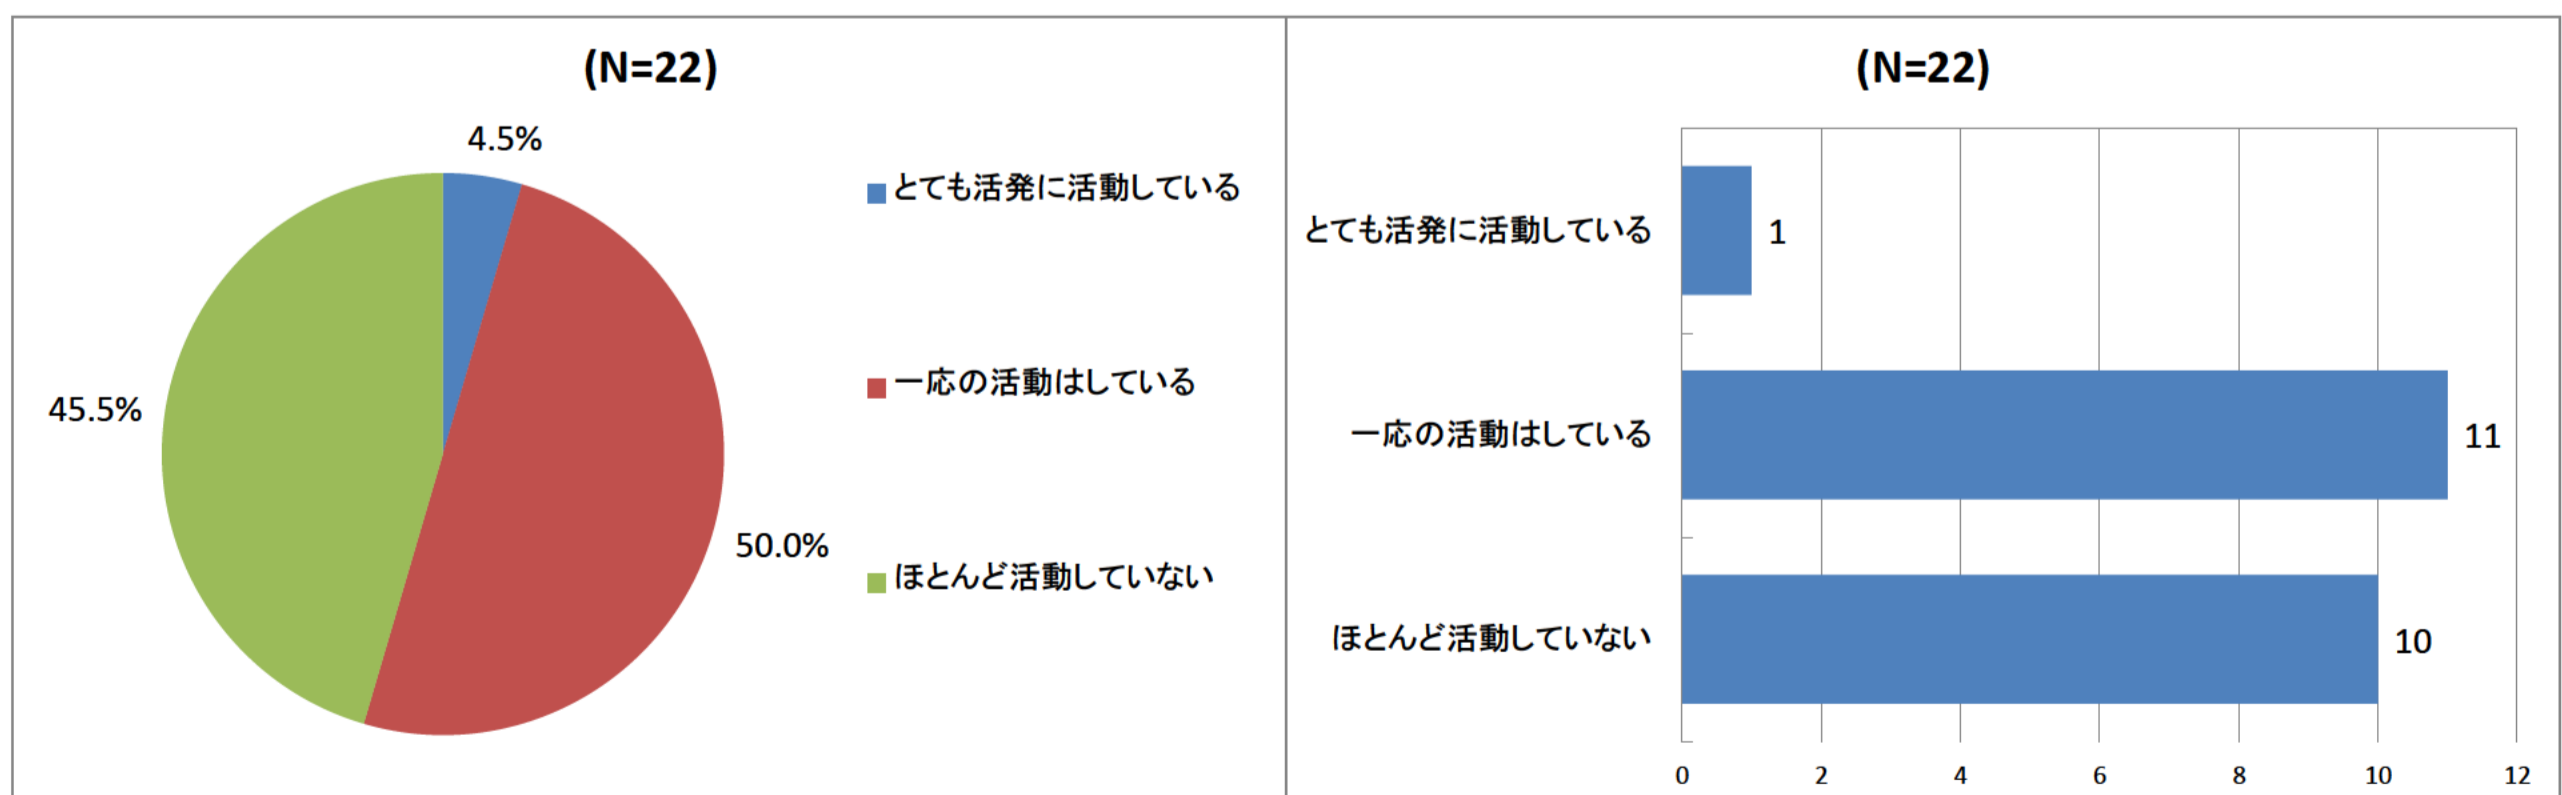 (N=22)
4.5%
45.5%
50.0%
とても活発に活動している
一応の活動はしている
ほとんど活動していない
(N=22)
とても活発に活動している
1
一応の活動はしている
11
ほとんど活動していない
10
0 2 4 6 8 10 12